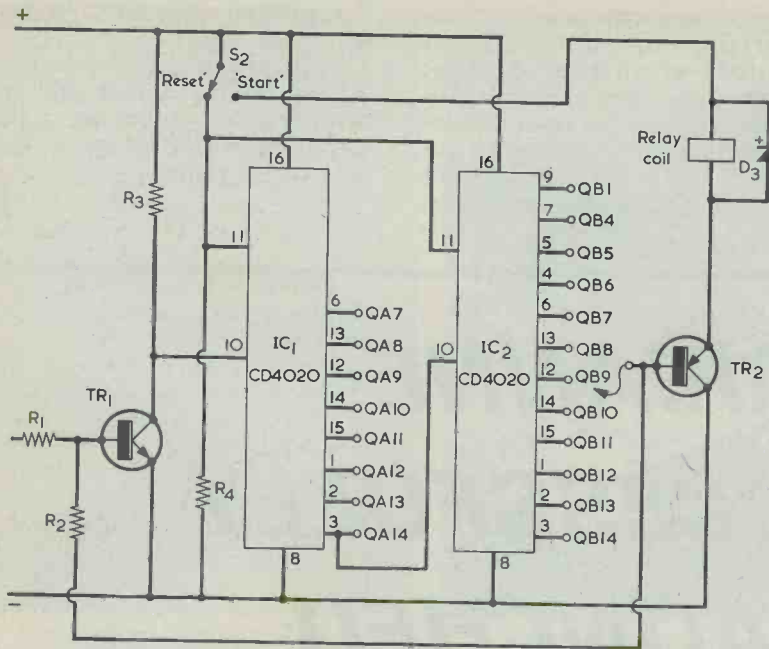 +
S2
'Reset'
'Start'
Relay
coil
+
D3
R3
16
16
11
11
9
QB1
7
QB4
5
QB5
4
QB6
6
QB7
13
QB8
12
QB9
14
QB10
15
QB11
1
QB12
2
QB13
3
QB14
10
IC1
CD4020
6
QA7
13
QA8
12
QA9
14
QA10
15
QA11
1
QA12
2
QA13
3
QA14
10
IC2
CD4020
TR2
TR1
R1
R2
R4
8
8
−